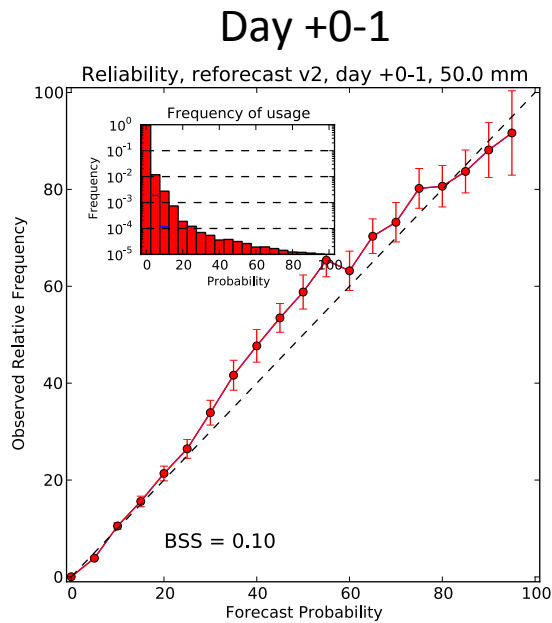 Day +0-1
Reliability, reforecast v2, day +0-1, 50.0 mm
Frequency of usage
Frequency
10^0
10^-1
10^-2
10^-3
10^-4
10^-5
0 20 40 60 80 100
Probability
Observed Relative Frequency
100
80
60
40
20
0
BSS = 0.10
0 20 40 60 80 100
Forecast Probability